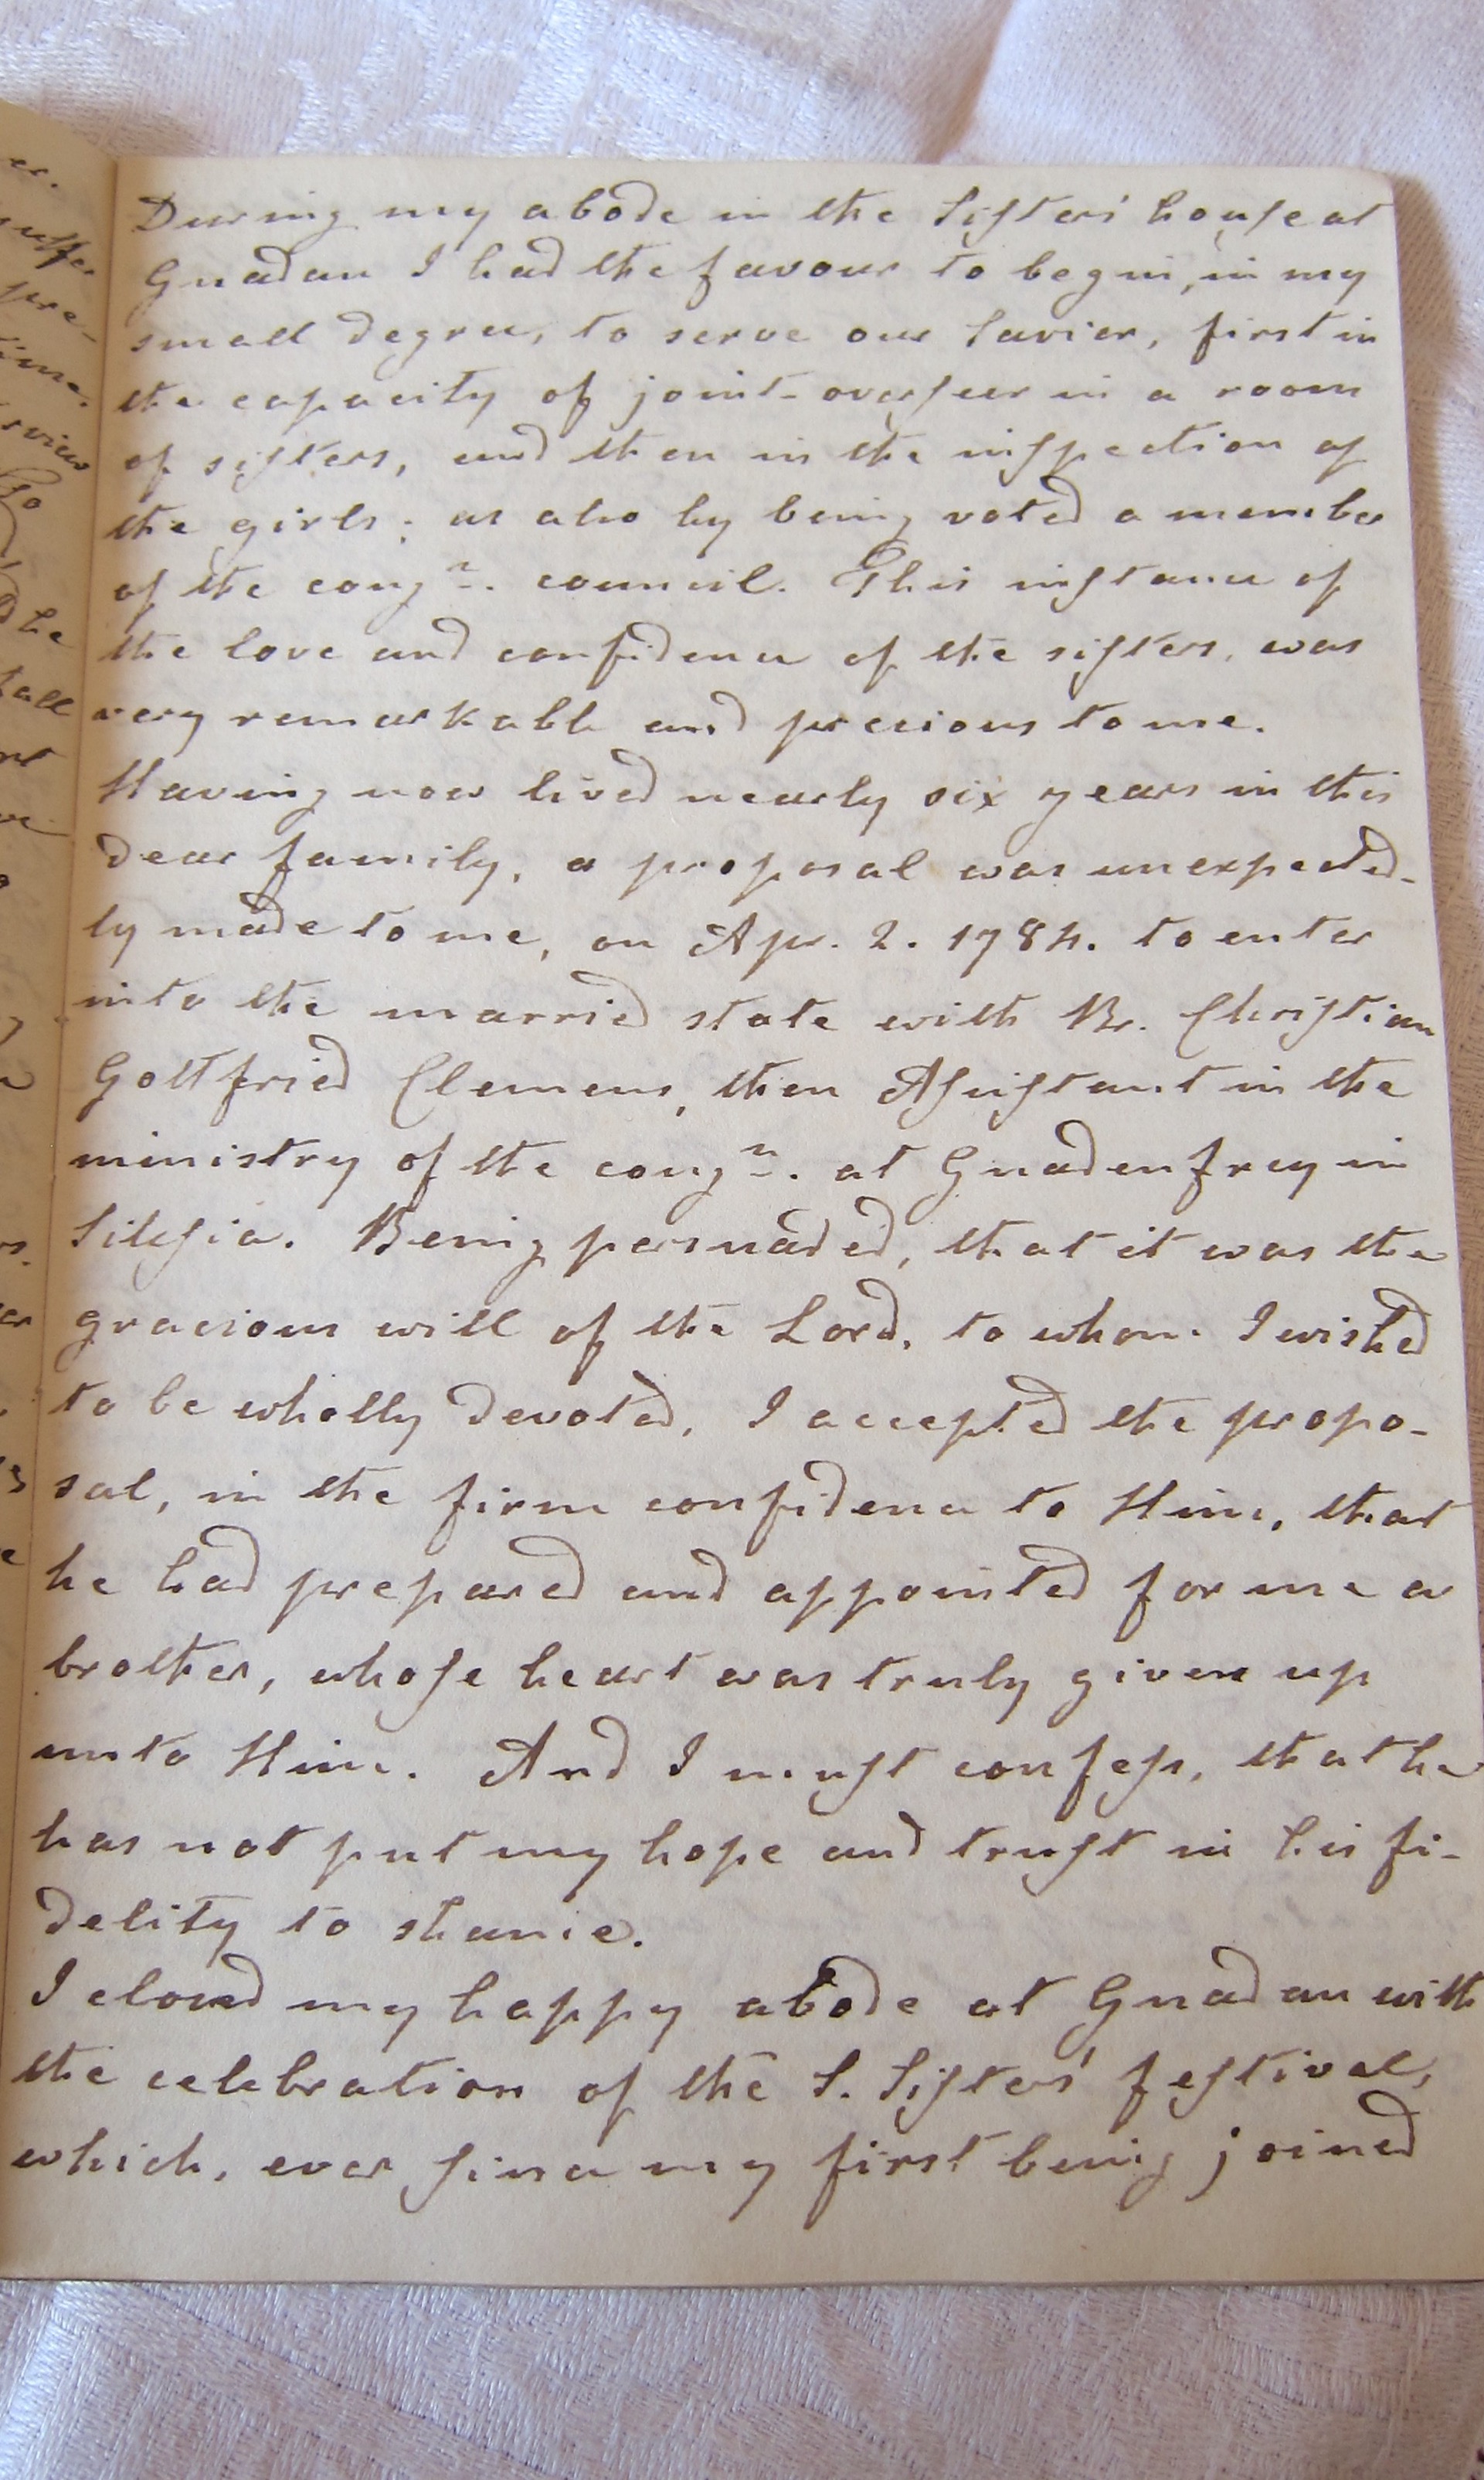 During my abode in the Sisters' house at
Gnadau I had the favour to begin, in my
small degree, to serve our Savior, first in
the capacity of joint-overseer in a room
of sisters, and then in the inspection of
the girls; as also by being voted a member
of the congn. council. This instance of
the love and confidence of the sisters, was
very remarkable and precious to me.
Having now lived nearly six years in this
dear family, a proposal was unexpected-
ly made to me, on Apr. 2. 1784. to enter
into the married state with Br. Christian
Gottfried Clemens, then Assistant in the
ministry of the congn. at Gnadenfrey in
Silesia. Being persuaded, that it was the
gracious will of the Lord, to whom I wished
to be wholly devoted, I accepted the propo-
sal, in the firm confidence to Him, that
he had prepared and appointed for me a
brother, whose heart was truly given up
unto Him. And I must confess, that he
has not put my hope and trust in his fi-
delity to shame.
I closed my happy abode at Gnadau with
the celebration of the S. Sisters' festival,
which, ever since my first being joined